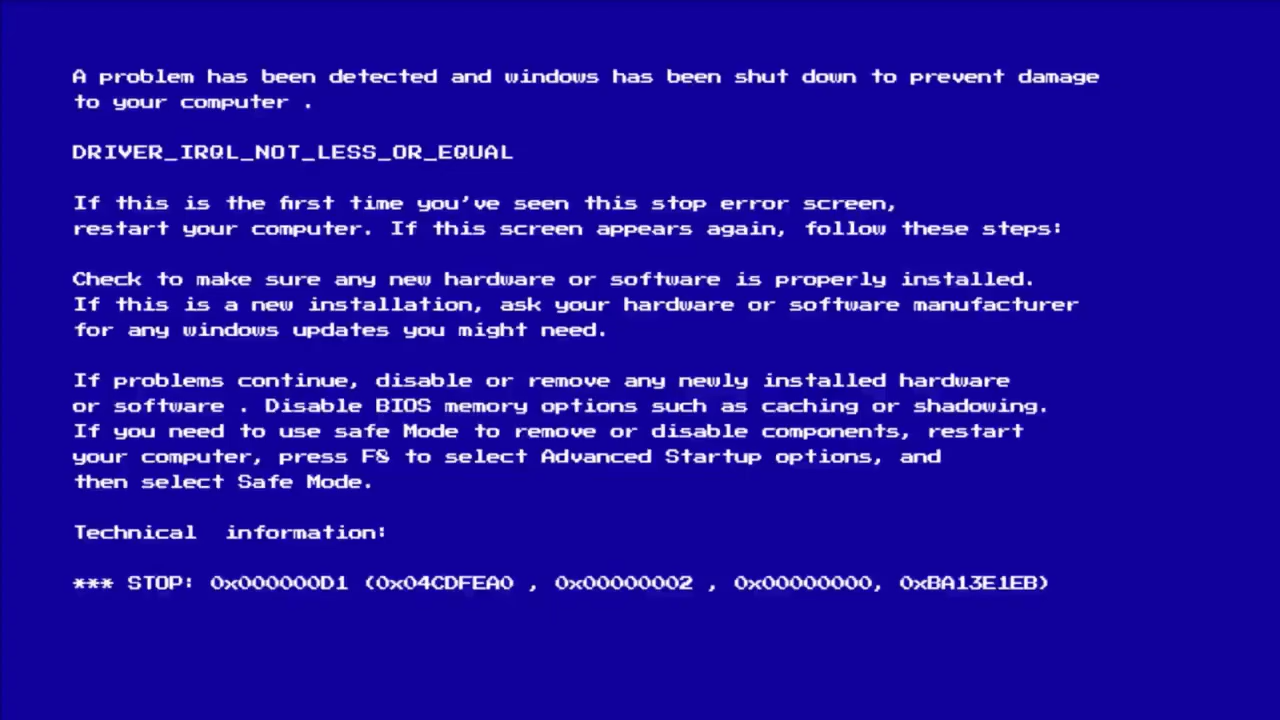 A problem has been detected and windows has been shut down to prevent damage
to your computer .
DRIVER_IRQL_NOT_LESS_OR_EQUAL
If this is the first time you've seen this stop error screen,
restart your computer. If this screen appears again, follow these steps:
Check to make sure any new hardware or software is properly installed.
If this is a new installation, ask your hardware or software manufacturer
for any windows updates you might need.
If problems continue, disable or remove any newly installed hardware
or software . Disable BIOS memory options such as caching or shadowing.
If you need to use safe Mode to remove or disable components, restart
your computer, press F8 to select Advanced Startup options, and
then select Safe Mode.
Technical  information:
*** STOP: 0x000000D1 (0x04CDFEA0 , 0x00000002 , 0x00000000, 0xBA13E1EB)